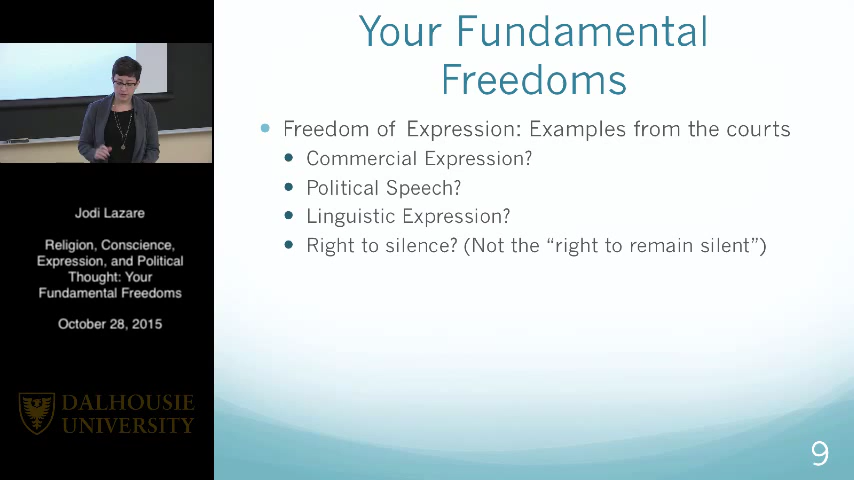 Jodi Lazare
Religion, Conscience,
Expression, and Political
Thought: Your
Fundamental Freedoms
October 28, 2015
DALHOUSIE
UNIVERSITY
Your Fundamental
Freedoms
Freedom of Expression: Examples from the courts
Commercial Expression?
Political Speech?
Linguistic Expression?
Right to silence? (Not the “right to remain silent”)
9